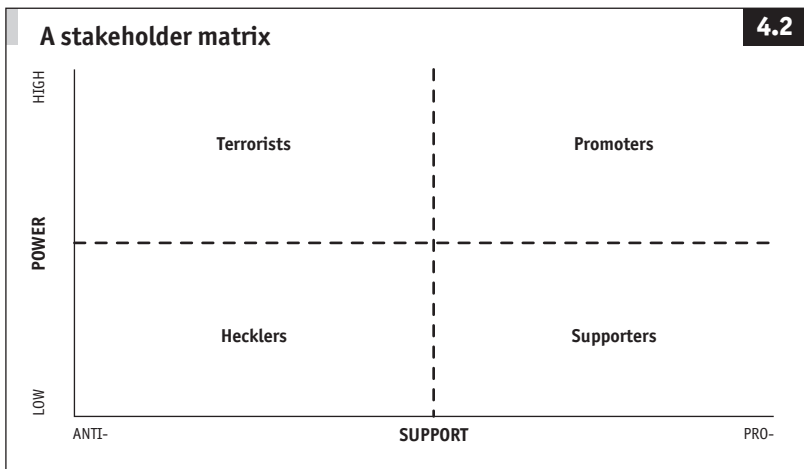 A stakeholder matrix
4.2
HIGH
Terrorists
Promoters
POWER
Hecklers
Supporters
LOW
ANTI-
SUPPORT
PRO-